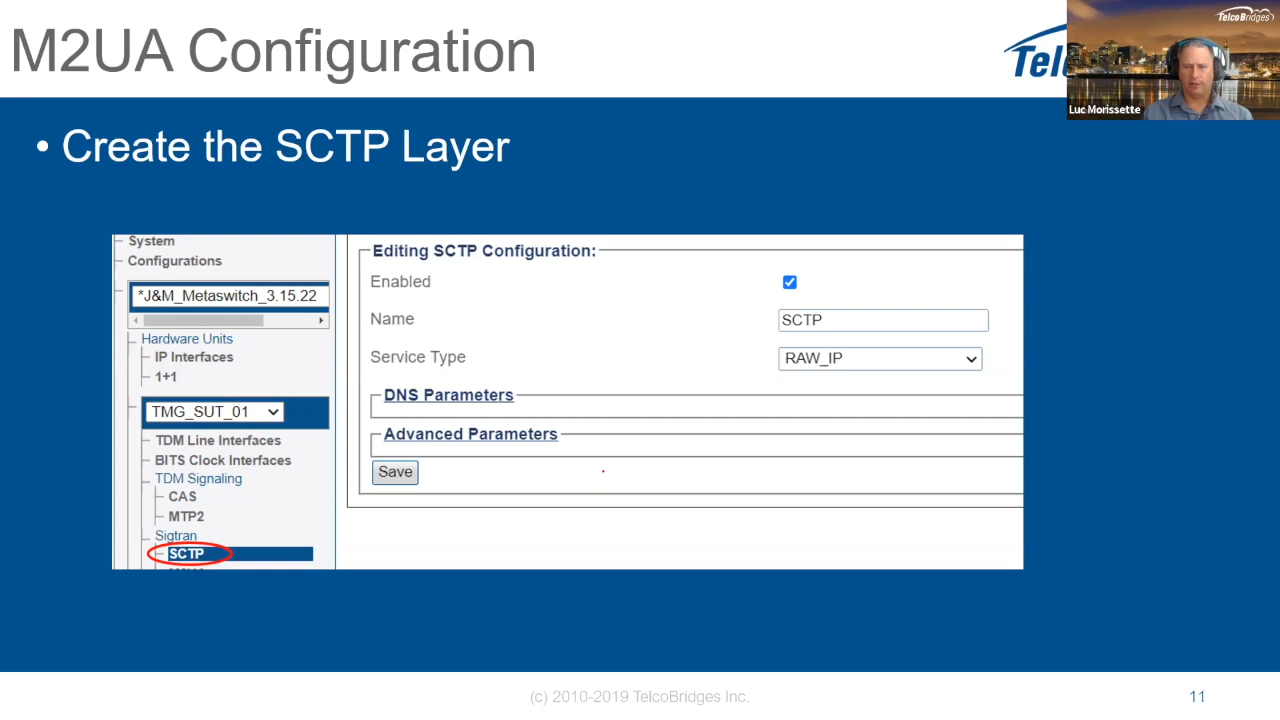 M2UA Configuration
Tel
TelcoBridges
Luc Morissette
• Create the SCTP Layer
System
Configurations
*J&M_Metaswitch_3.15.22
Hardware Units
IP Interfaces
1+1
TMG_SUT_01
TDM Line Interfaces
BITS Clock Interfaces
TDM Signaling
CAS
MTP2
Sigtran
SCTP
Editing SCTP Configuration:
Enabled
Name SCTP
Service Type RAW_IP
DNS Parameters
Advanced Parameters
Save
(c) 2010-2019 TelcoBridges Inc.
11